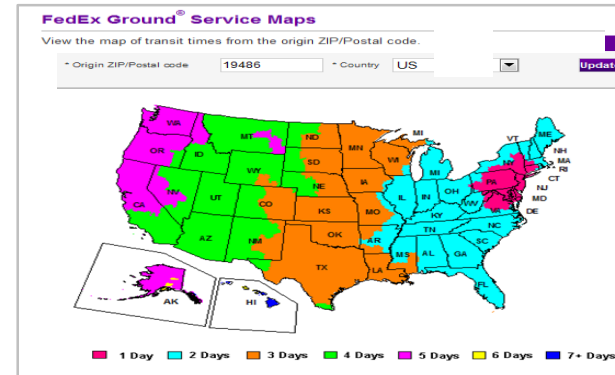 FedEx Ground® Service Maps
View the map of transit times from the origin ZIP/Postal code.
* Origin ZIP/Postal code 19486 * Country US Updat
WA
MT
ND
MN
MI
VT
ME
OR
ID
SD
WI
NY
NH
MA
RI
WY
IA
MI
PA
CT
NV
NE
IL
IN
OH
NJ
MD
CA
UT
CO
KS
MO
WV
VA
DE
KY
AZ
NM
OK
AR
TN
NC
SC
TX
LA
MS
AL
GA
FL
AK
HI
1 Day 2 Days 3 Days 4 Days 5 Days 6 Days 7+ Days